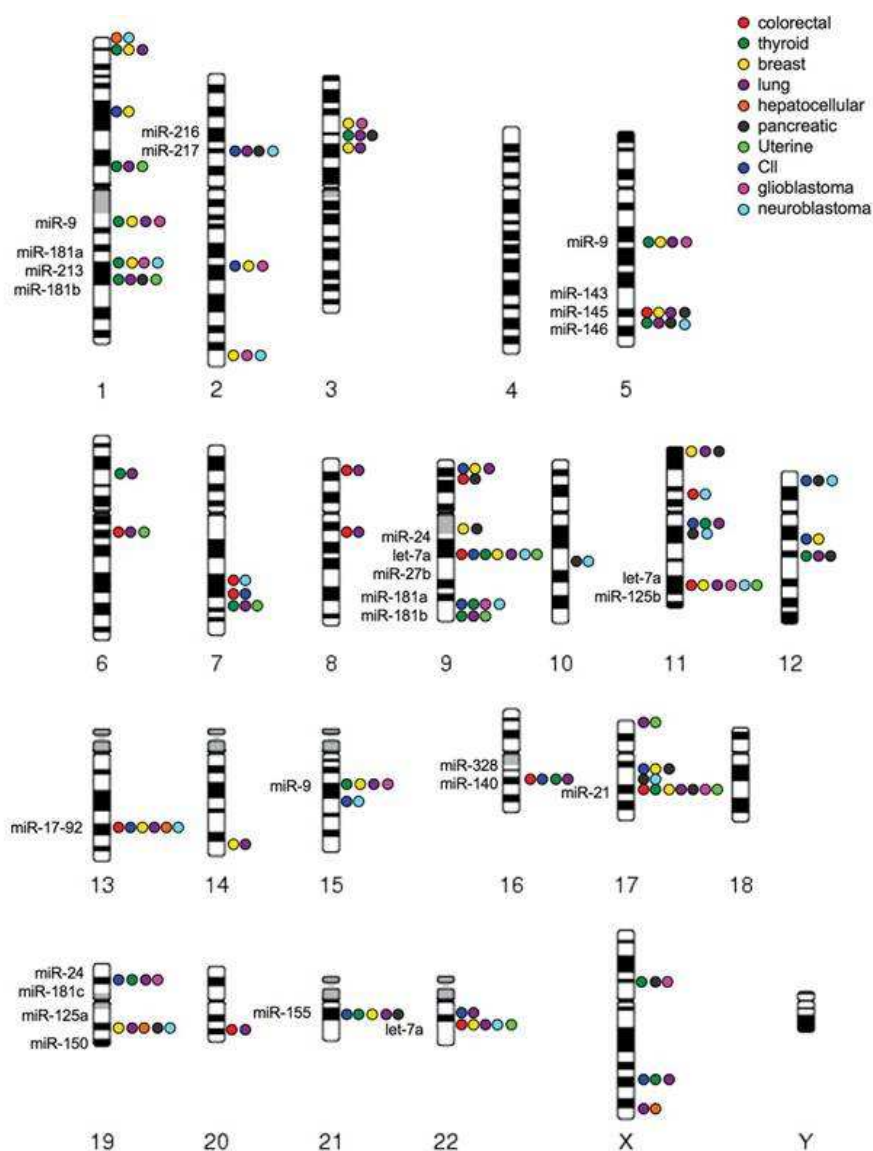 colorectal
thyroid
breast
lung
hepatocellular
pancreatic
Uterine
Cll
glioblastoma
neuroblastoma
miR-216
miR-217
miR-9
miR-181a
miR-213
miR-181b
miR-9
miR-143
miR-145
miR-146
1
2
3
4
5
miR-24
let-7a
miR-27b
miR-181a
miR-181b
let-7a
miR-125b
6
7
8
9
10
11
12
miR-17-92
miR-9
miR-328
miR-140
miR-21
13
14
15
16
17
18
miR-24
miR-181c
miR-125a
miR-150
miR-155
let-7a
19
20
21
22
X
Y